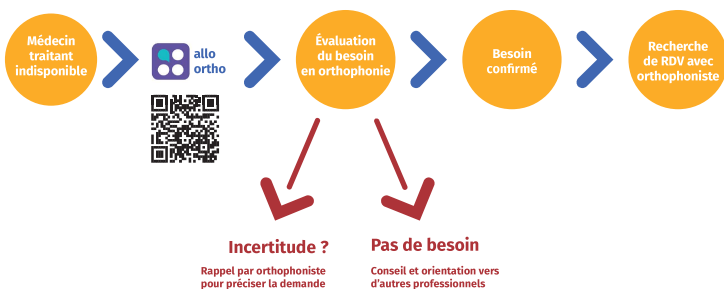 Médecin
traitant
indisponible
allo
ortho
Évaluation
du besoin
en orthophonie
Besoin
confirmé
Recherche
de RDV avec
orthophoniste
Incertitude ?
Rappel par orthophoniste
pour préciser la demande
Pas de besoin
Conseil et orientation vers
d'autres professionnels